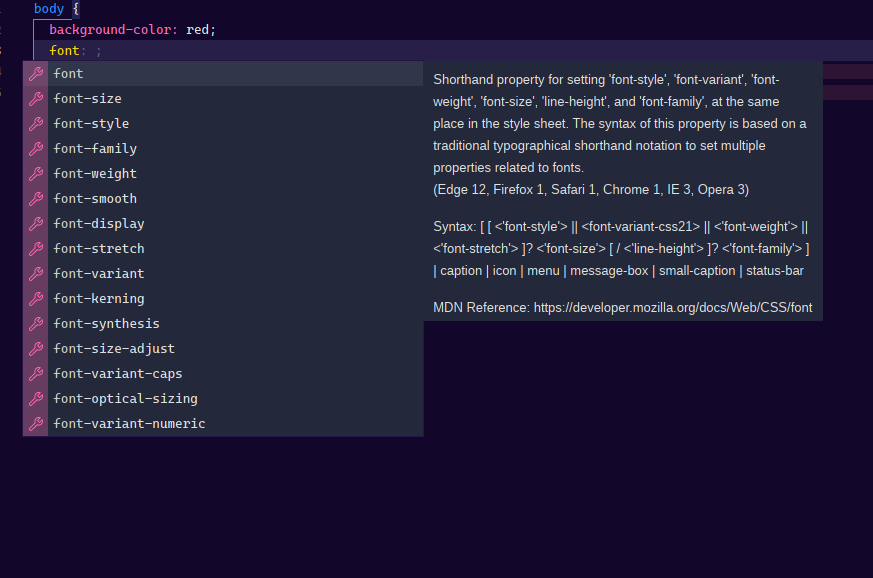 body {
background-color: red;
font: ;
font
font-size
font-style
font-family
font-weight
font-smooth
font-display
font-stretch
font-variant
font-kerning
font-synthesis
font-size-adjust
font-variant-caps
font-optical-sizing
font-variant-numeric
Shorthand property for setting 'font-style', 'font-variant', 'font-
weight', 'font-size', 'line-height', and 'font-family', at the same
place in the style sheet. The syntax of this property is based on a
traditional typographical shorthand notation to set multiple
properties related to fonts.
(Edge 12, Firefox 1, Safari 1, Chrome 1, IE 3, Opera 3)
Syntax: [ [ <'font-style'> || <font-variant-css21> || <'font-weight'> ||
<'font-stretch'> ]? <'font-size'> [ / <'line-height'> ]? <'font-family'> ]
| caption | icon | menu | message-box | small-caption | status-bar
MDN Reference: https://developer.mozilla.org/docs/Web/CSS/font